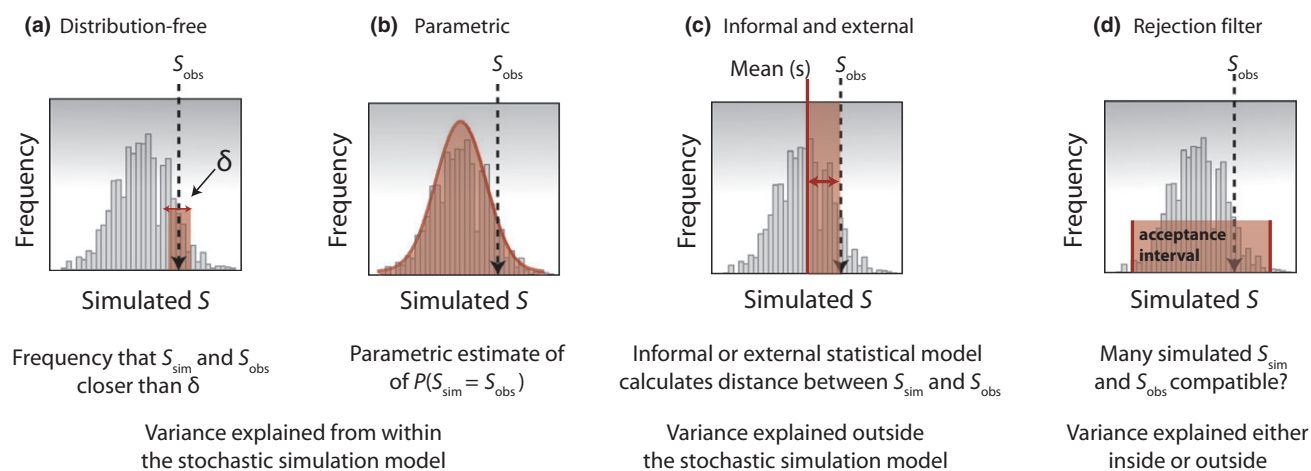 (a) Distribution-free
S_obs
δ
Frequency
Simulated S
Frequency that S_sim and S_obs
closer than δ
(b) Parametric
S_obs
Frequency
Simulated S
Parametric estimate of
of P(S_sim = S_obs)
Variance explained from within
the stochastic simulation model
(c) Informal and external
Mean (s)
S_obs
Frequency
Simulated S
Informal or external statistical model
calculates distance between S_sim and S_obs
Variance explained outside
the stochastic simulation model
(d) Rejection filter
S_obs
Frequency
acceptance
interval
Simulated S
Many simulated S_sim
and S_obs compatible?
Variance explained either
inside or outside